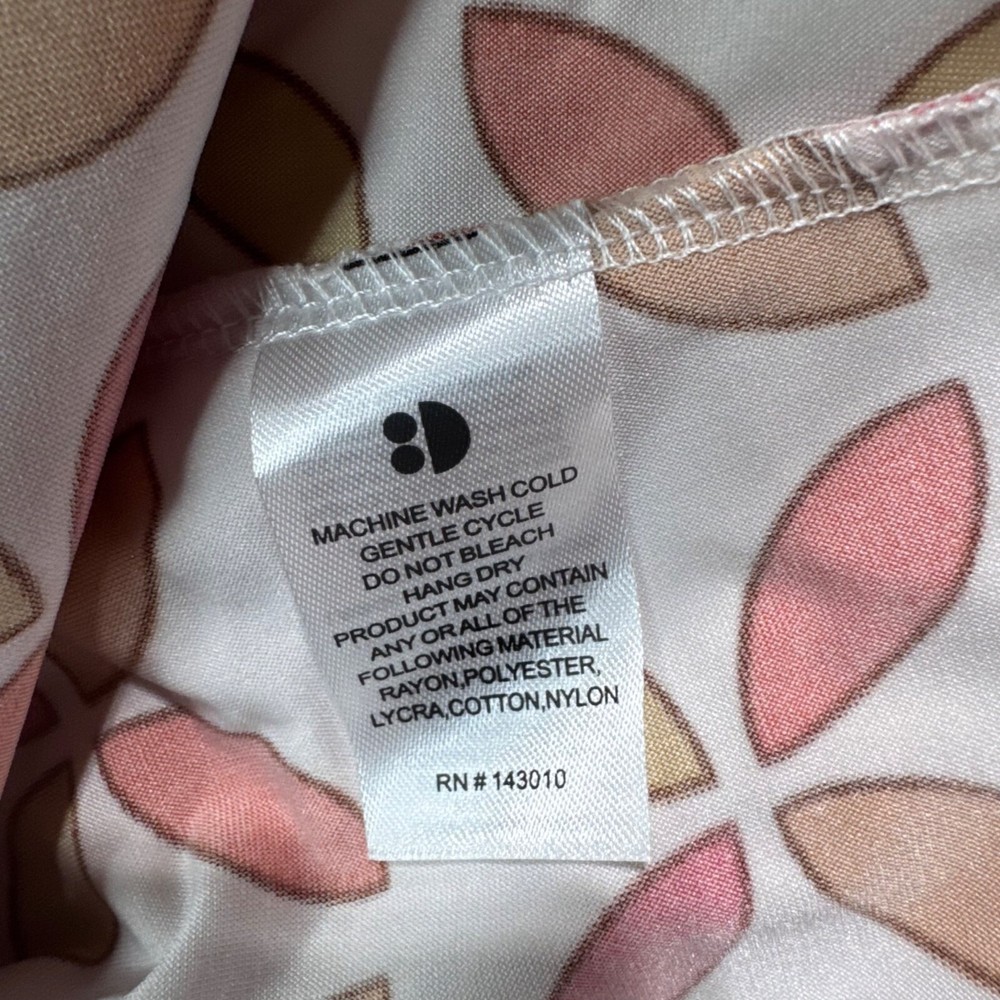 MACHINE WASH COLD
GENTLE CYCLE
DO NOT BLEACH
HANG DRY
PRODUCT MAY CONTAIN
ANY OR ALL OF THE
FOLLOWING MATERIAL
RAYON,POLYESTER,
LYCRA,COTTON,NYLON
RN # 143010